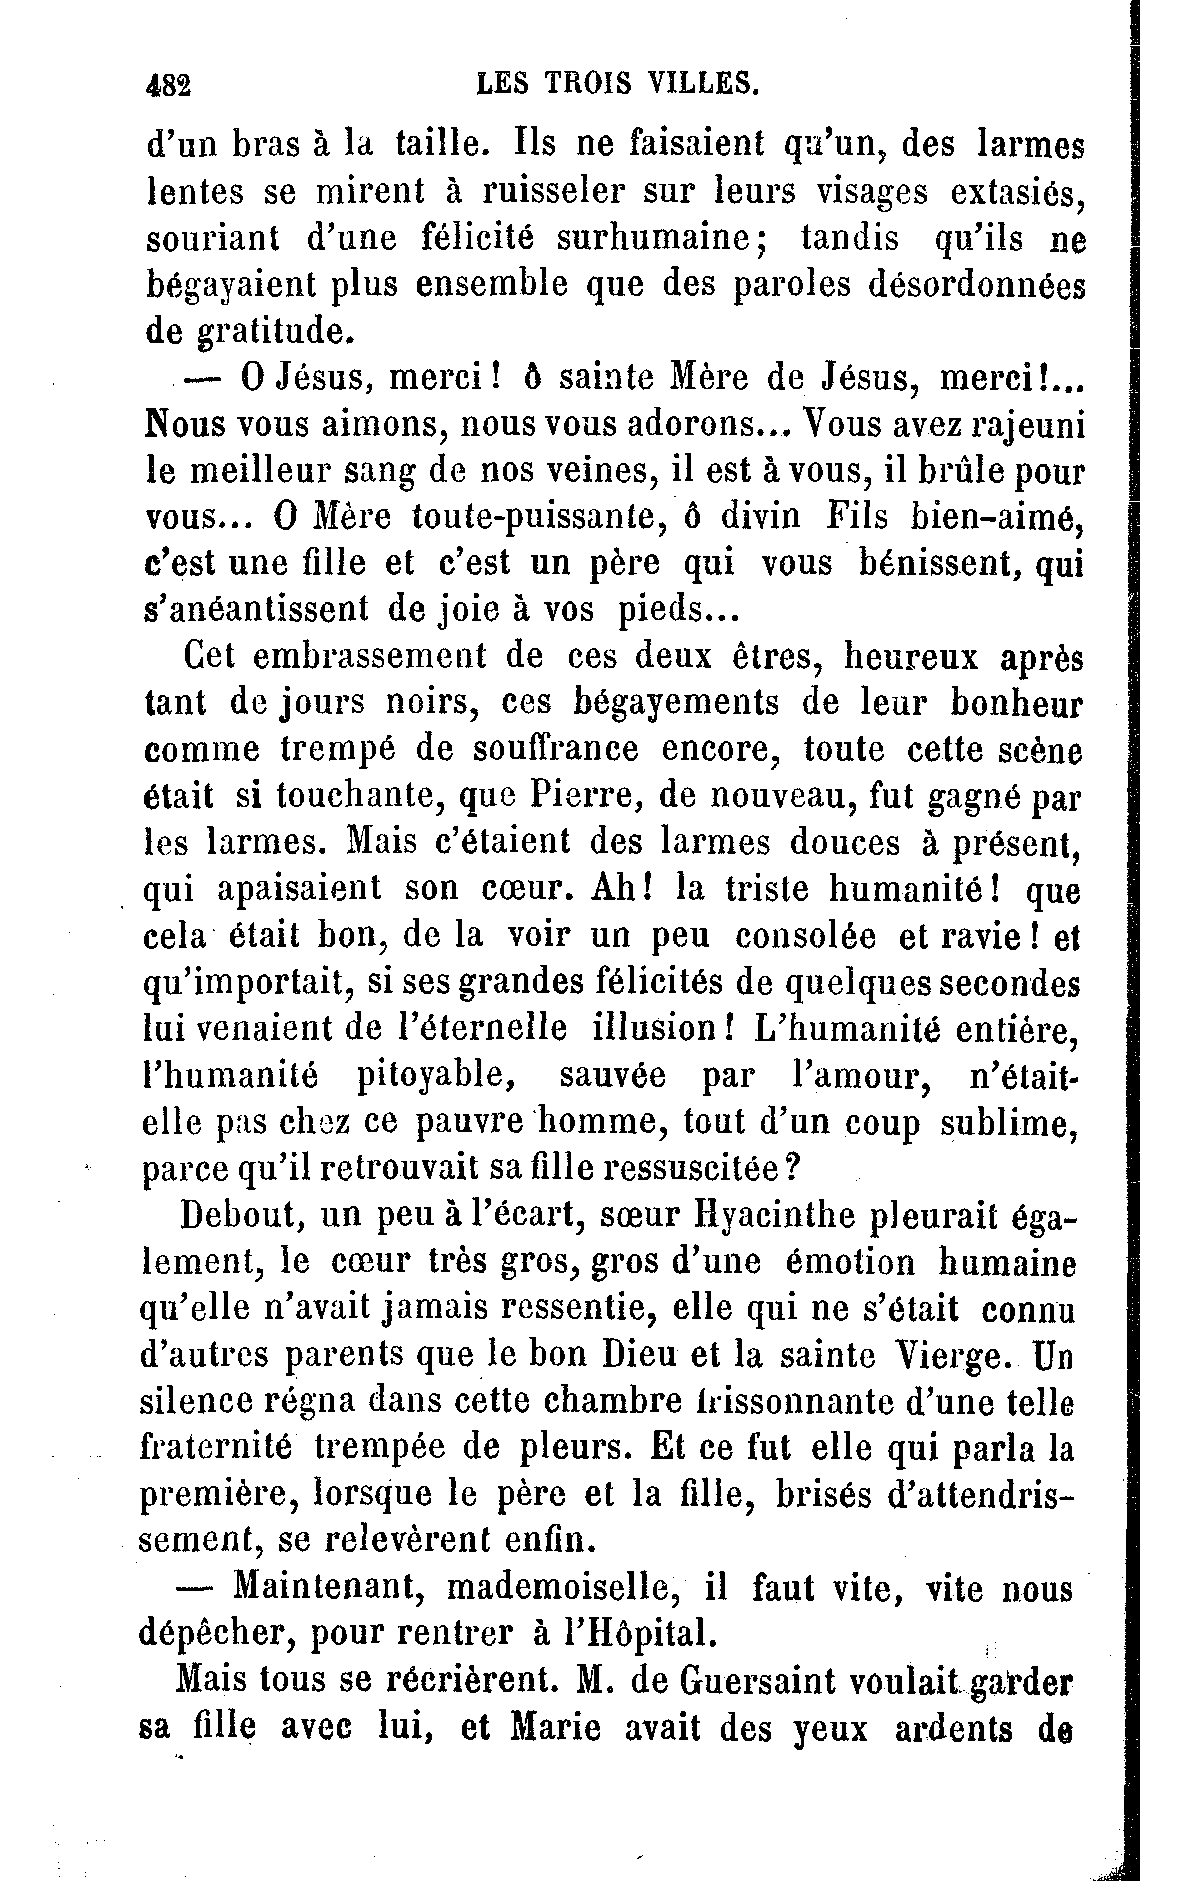 482 LES TROIS VILLES.
d'un bras à la taille. Ils ne faisaient qu'un, des larmes
lentes se mirent à ruisseler sur leurs visages extasiés,
souriant d'une félicité surhumaine; tandis qu'ils ne
bégayaient plus ensemble que des paroles désordonnées
de gratitude.
— O Jésus, merci! ô sainte Mère de Jésus, merci!...
Nous vous aimons, nous vous adorons... Vous avez rajeuni
le meilleur sang de nos veines, il est à vous, il brûle pour
vous... O Mère toute-puissante, ô divin Fils bien-aimé,
c'est une fille et c'est un père qui vous bénissent, qui
s'anéantissent de joie à vos pieds...
Cet embrassement de ces deux êtres, heureux après
tant de jours noirs, ces bégayements de leur bonheur
comme trempé de souffrance encore, toute cette scène
était si touchante, que Pierre, de nouveau, fut gagné par
les larmes. Mais c'étaient des larmes douces à présent,
qui apaisaient son cœur. Ah! la triste humanité! que
cela était bon, de la voir un peu consolée et ravie! et
qu'importait, si ses grandes félicités de quelques secondes
lui venaient de l'éternelle illusion! L'humanité entière,
l'humanité pitoyable, sauvée par l'amour, n'était-
elle pas chez ce pauvre homme, tout d'un coup sublime,
parce qu'il retrouvait sa fille ressuscitée?
Debout, un peu à l'écart, sœur Hyacinthe pleurait éga-
lement, le cœur très gros, gros d'une émotion humaine
qu'elle n'avait jamais ressentie, elle qui ne s'était connu
d'autres parents que le bon Dieu et la sainte Vierge. Un
silence régna dans cette chambre frissonnante d'une telle
fraternité trempée de pleurs. Et ce fut elle qui parla la
première, lorsque le père et la fille, brisés d'attendris-
sement, se relevèrent enfin.
— Maintenant, mademoiselle, il faut vite, vite nous
dépêcher, pour rentrer à l'Hôpital.
Mais tous se récrièrent. M. de Guersaint voulait garder
sa fille avec lui, et Marie avait des yeux ardents de